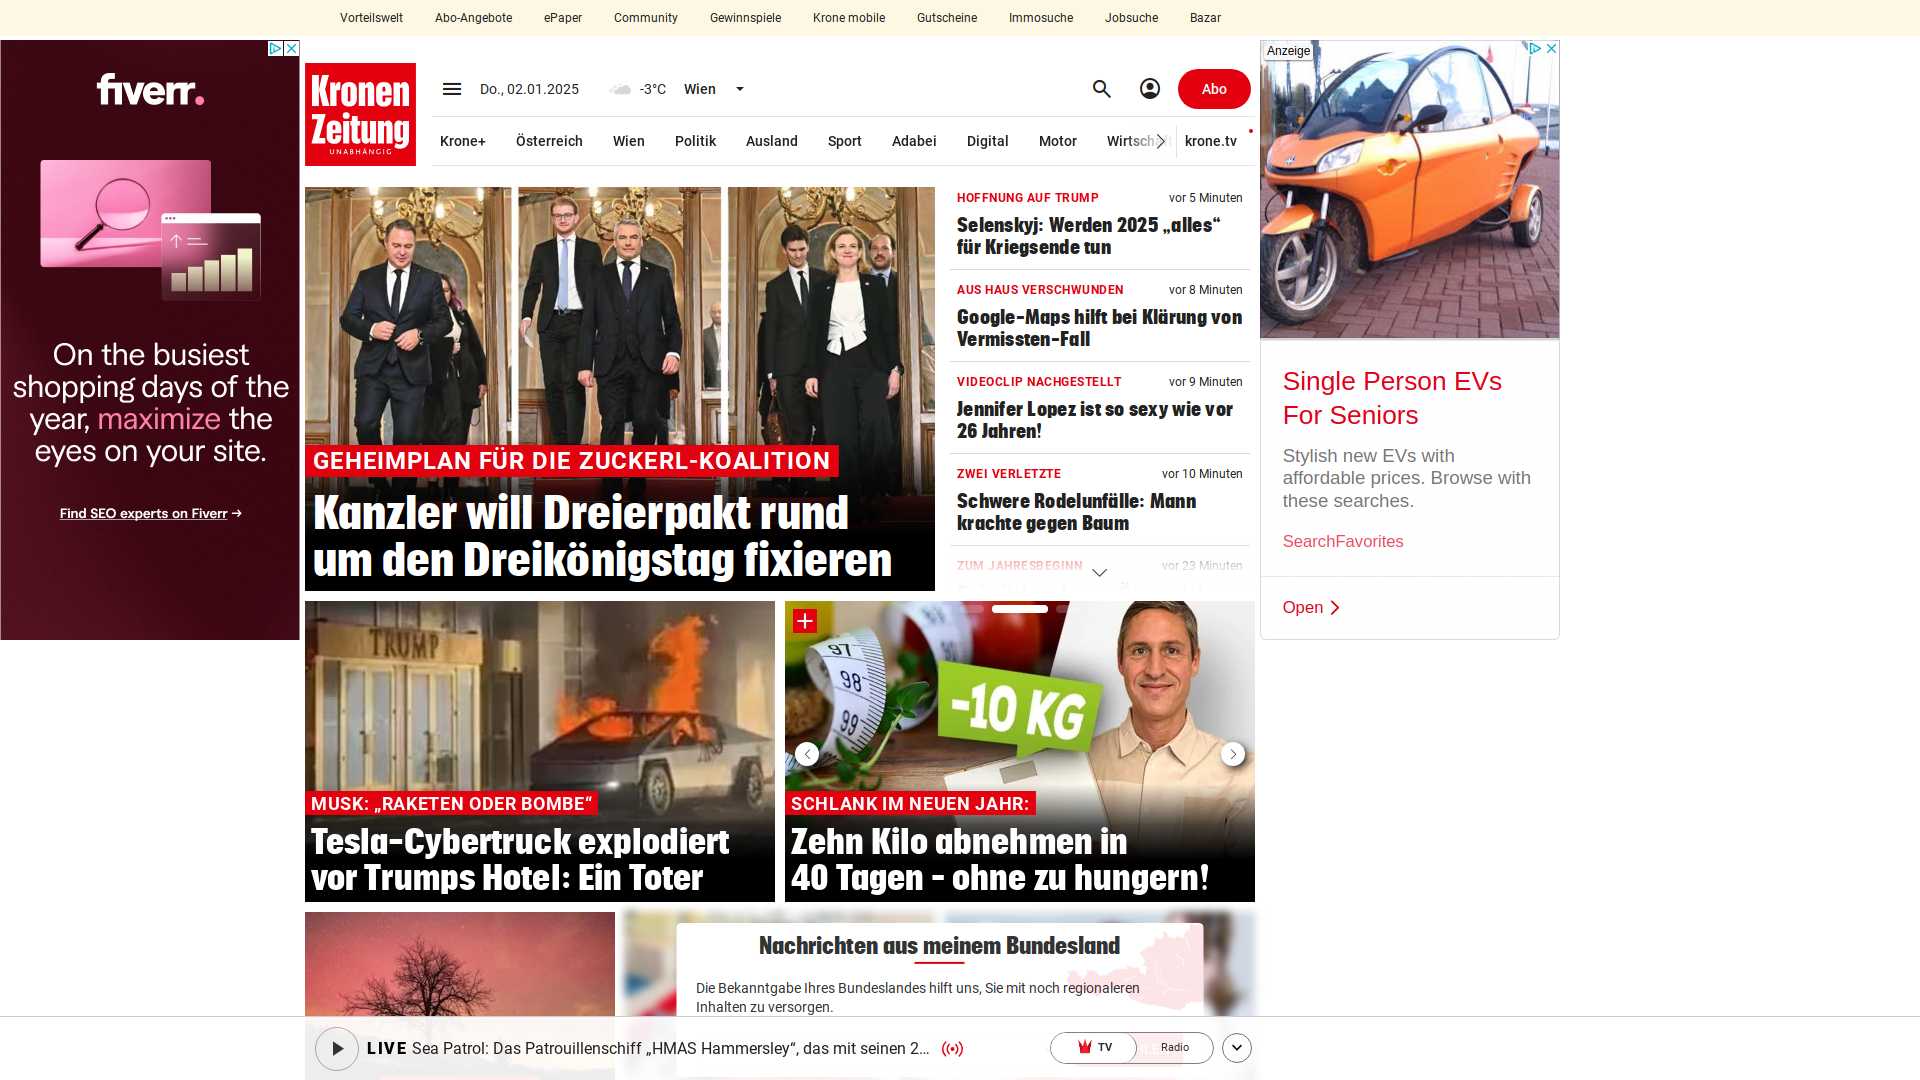 Vorteilswelt Abo-Angebote ePaper Community Gewinnspiele Krone mobile Gutscheine Immosuche Jobsuche Bazar
fiverr.
On the busiest
shopping days of the
year, maximize the
eyes on your site.
Find SEO experts on Fiverr →
Kronen
Zeitung
UNABHÄNGIG
Do., 02.01.2025 -3°C Wien
Abo
Krone+ Österreich Wien Politik Ausland Sport Adabei Digital Motor Wirtschaft krone.tv
GEHEIMPLAN FÜR DIE ZUCKERL-KOALITION
Kanzler will Dreierpakt rund
um den Dreikönigstag fixieren
HOFFNUNG AUF TRUMP vor 5 Minuten
Selenskyj: Werden 2025 „alles“
für Kriegsende tun
AUS HAUS VERSCHWUNDEN vor 8 Minuten
Google-Maps hilft bei Klärung von
Vermissten-Fall
VIDEOCLIP NACHGESTELLT vor 9 Minuten
Jennifer Lopez ist so sexy wie vor
26 Jahren!
ZWEI VERLETZTE vor 10 Minuten
Schwere Rodelunfälle: Mann
krachte gegen Baum
ZUM JAHRESBEGINN vor 23 Minuten
Anzeige
Single Person EVs
For Seniors
Stylish new EVs with
affordable prices. Browse with
these searches.
SearchFavorites
Open
TRUMP
MUSK: „RAKETEN ODER BOMBE“
Tesla-Cybertruck explodiert
vor Trumps Hotel: Ein Toter
97
98
99
-10 KG
SCHLANK IM NEUEN JAHR:
Zehn Kilo abnehmen in
40 Tagen – ohne zu hungern!
Nachrichten aus meinem Bundesland
Die Bekanntgabe Ihres Bundeslandes hilft uns, Sie mit noch regionaleren
Inhalten zu versorgen.
LIVE Sea Patrol: Das Patrouillenschiff „HMAS Hammersley“, das mit seinen 2...
TV Radio